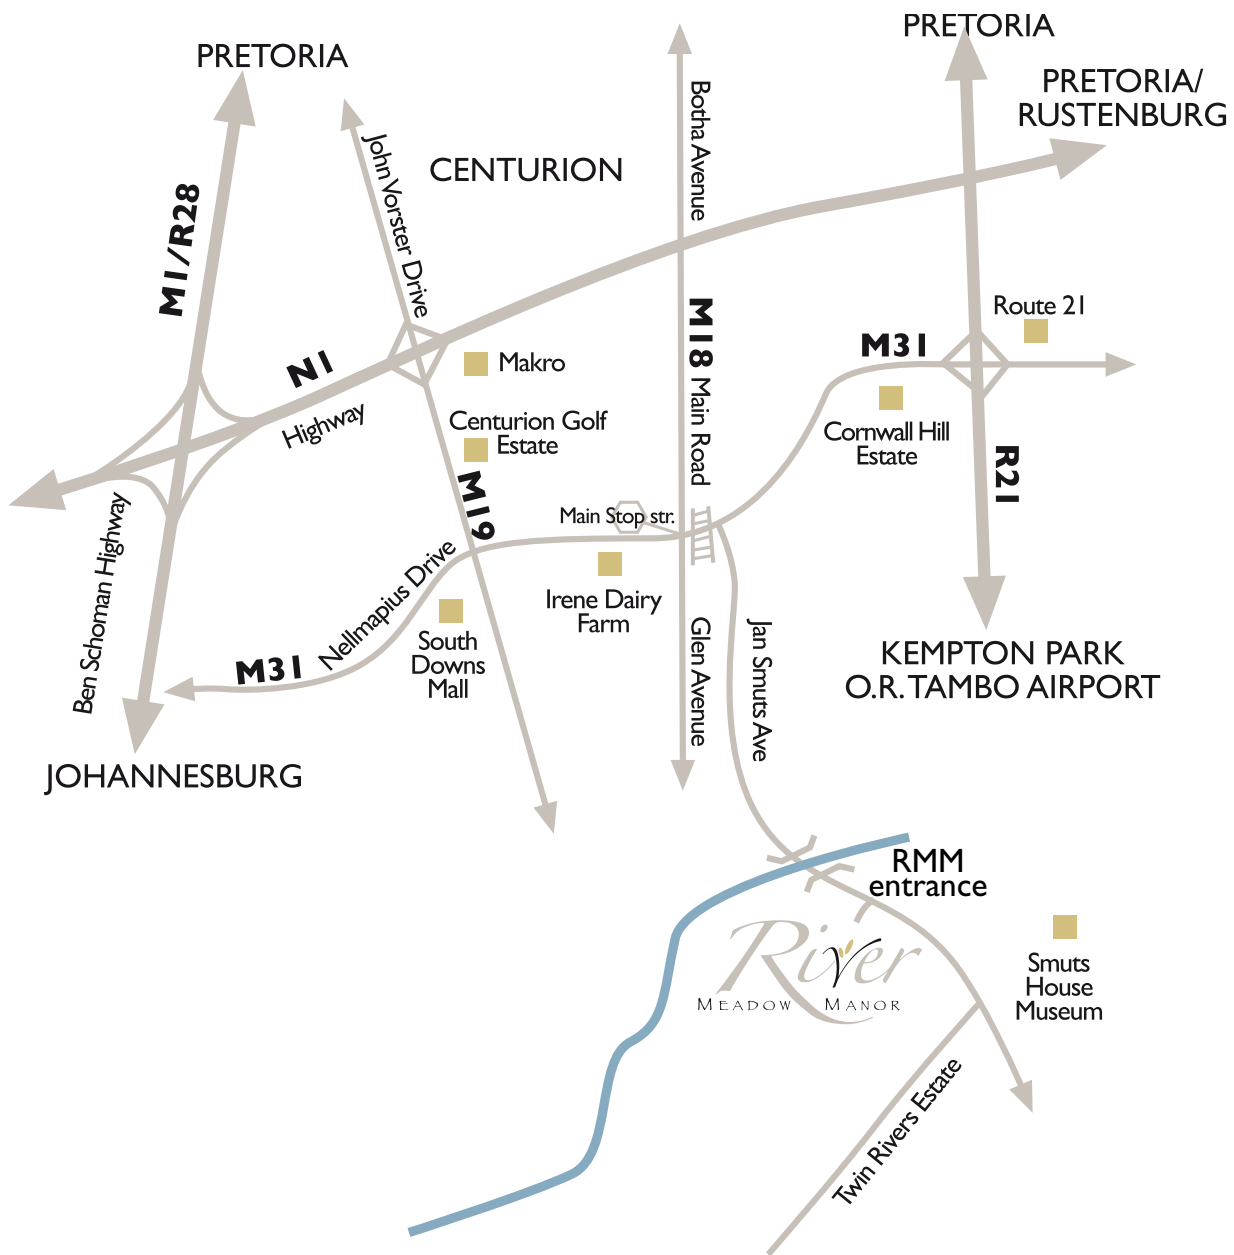 PRETORIA
PRETORIA
PRETORIA/
RUSTENBURG
CENTURION
John Vorster Drive
Botha Avenue
M1/R28
N1
Highway
M18 Main Road
Makro
Centurion Golf
Estate
Route 21
M31
Cornwall Hill
Estate
R21
M19
Main Stop str.
Ben Schoman Highway
Nellmapius Drive
M31
South
Downs
Mall
Irene Dairy
Farm
Glen Avenue
Jan Smuts Ave
KEMPTON PARK
O.R. TAMBO AIRPORT
JOHANNESBURG
RMM
entrance
River
MEADOW MANOR
Smuts
House
Museum
Twin Rivers Estate